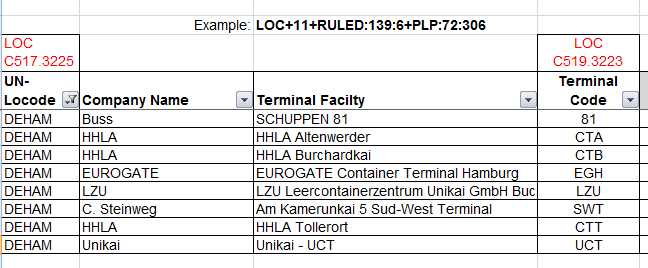 Example: LOC+11+RULED:139:6+PLP:72:306
LOC LOC
C517.3225 C519.3223
UN- Terminal
Locode Company Name Terminal Facilty Code
DEHAM Buss SCHUPPEN 81 81
DEHAM HHLA HHLA Altenwerder CTA
DEHAM HHLA HHLA Burchardkai CTB
DEHAM EUROGATE EUROGATE Container Terminal Hamburg EGH
DEHAM LZU LZU Leercontainerzentrum Unikai GmbH Buc LZU
DEHAM C. Steinweg Am Kamerunkai 5 Sud-West Terminal SWT
DEHAM HHLA HHLA Tollerort CTT
DEHAM Unikai Unikai - UCT UCT